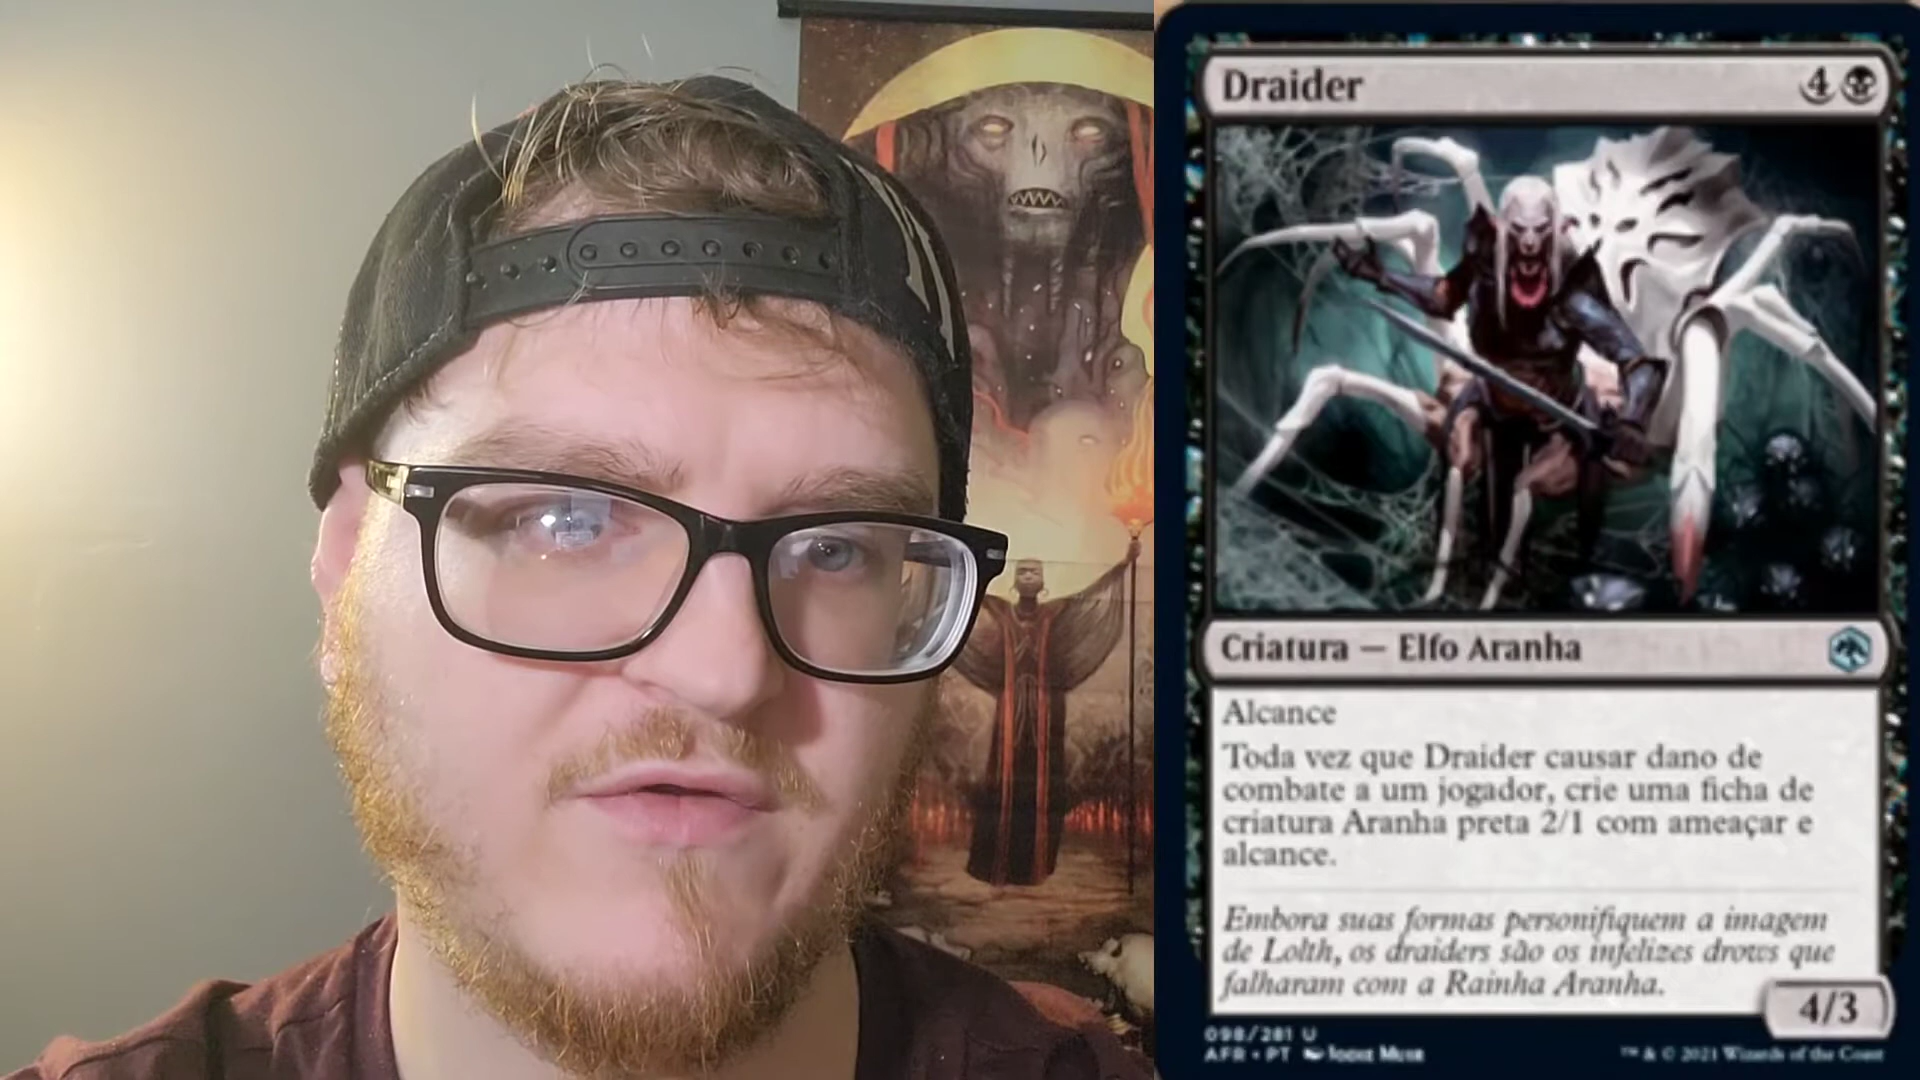 Draider
4
Criatura — Elfo Aranha
Alcance
Toda vez que Draider causar dano de
combate a um jogador, crie uma ficha de
criatura Aranha preta 2/1 com ameaçar e
alcance.
Embora suas formas personifiquem a imagem
de Lolth, os draiders são os infelizes drows que
falharam com a Rainha Aranha.
4/3
098/281 U
AFR • PT
™ & © 2021 Wizards of the Coast